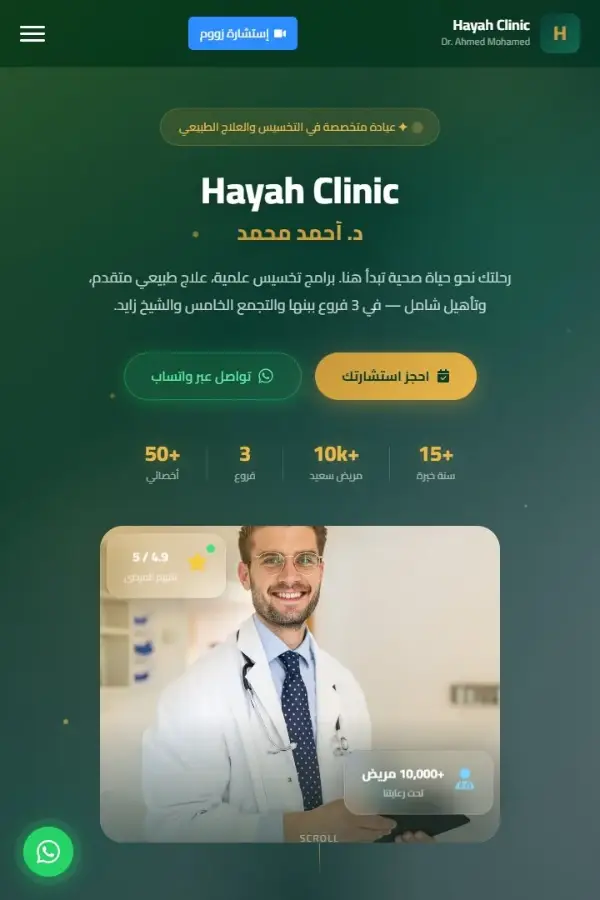 H
Hayah Clinic
Dr. Ahmed Mohamed
إستشارة زووم
عيادة متخصصة في التخسيس والعلاج الطبيعي
Hayah Clinic
د. أحمد محمد
رحلتك نحو حياة صحية تبدأ هنا. برامج تخسيس علمية، علاج طبيعي متقدم،
وتأهيل شامل — في 3 فروع ببنها والتجمع الخامس والشيخ زايد.
احجز استشارتك
تواصل عبر واتساب
15+
سنة خبرة
10k+
مريض سعيد
3
فروع
50+
أخصائي
4.9 / 5
تقييم المرضى
+10,000 مريض
تحت رعايتنا
SCROLL